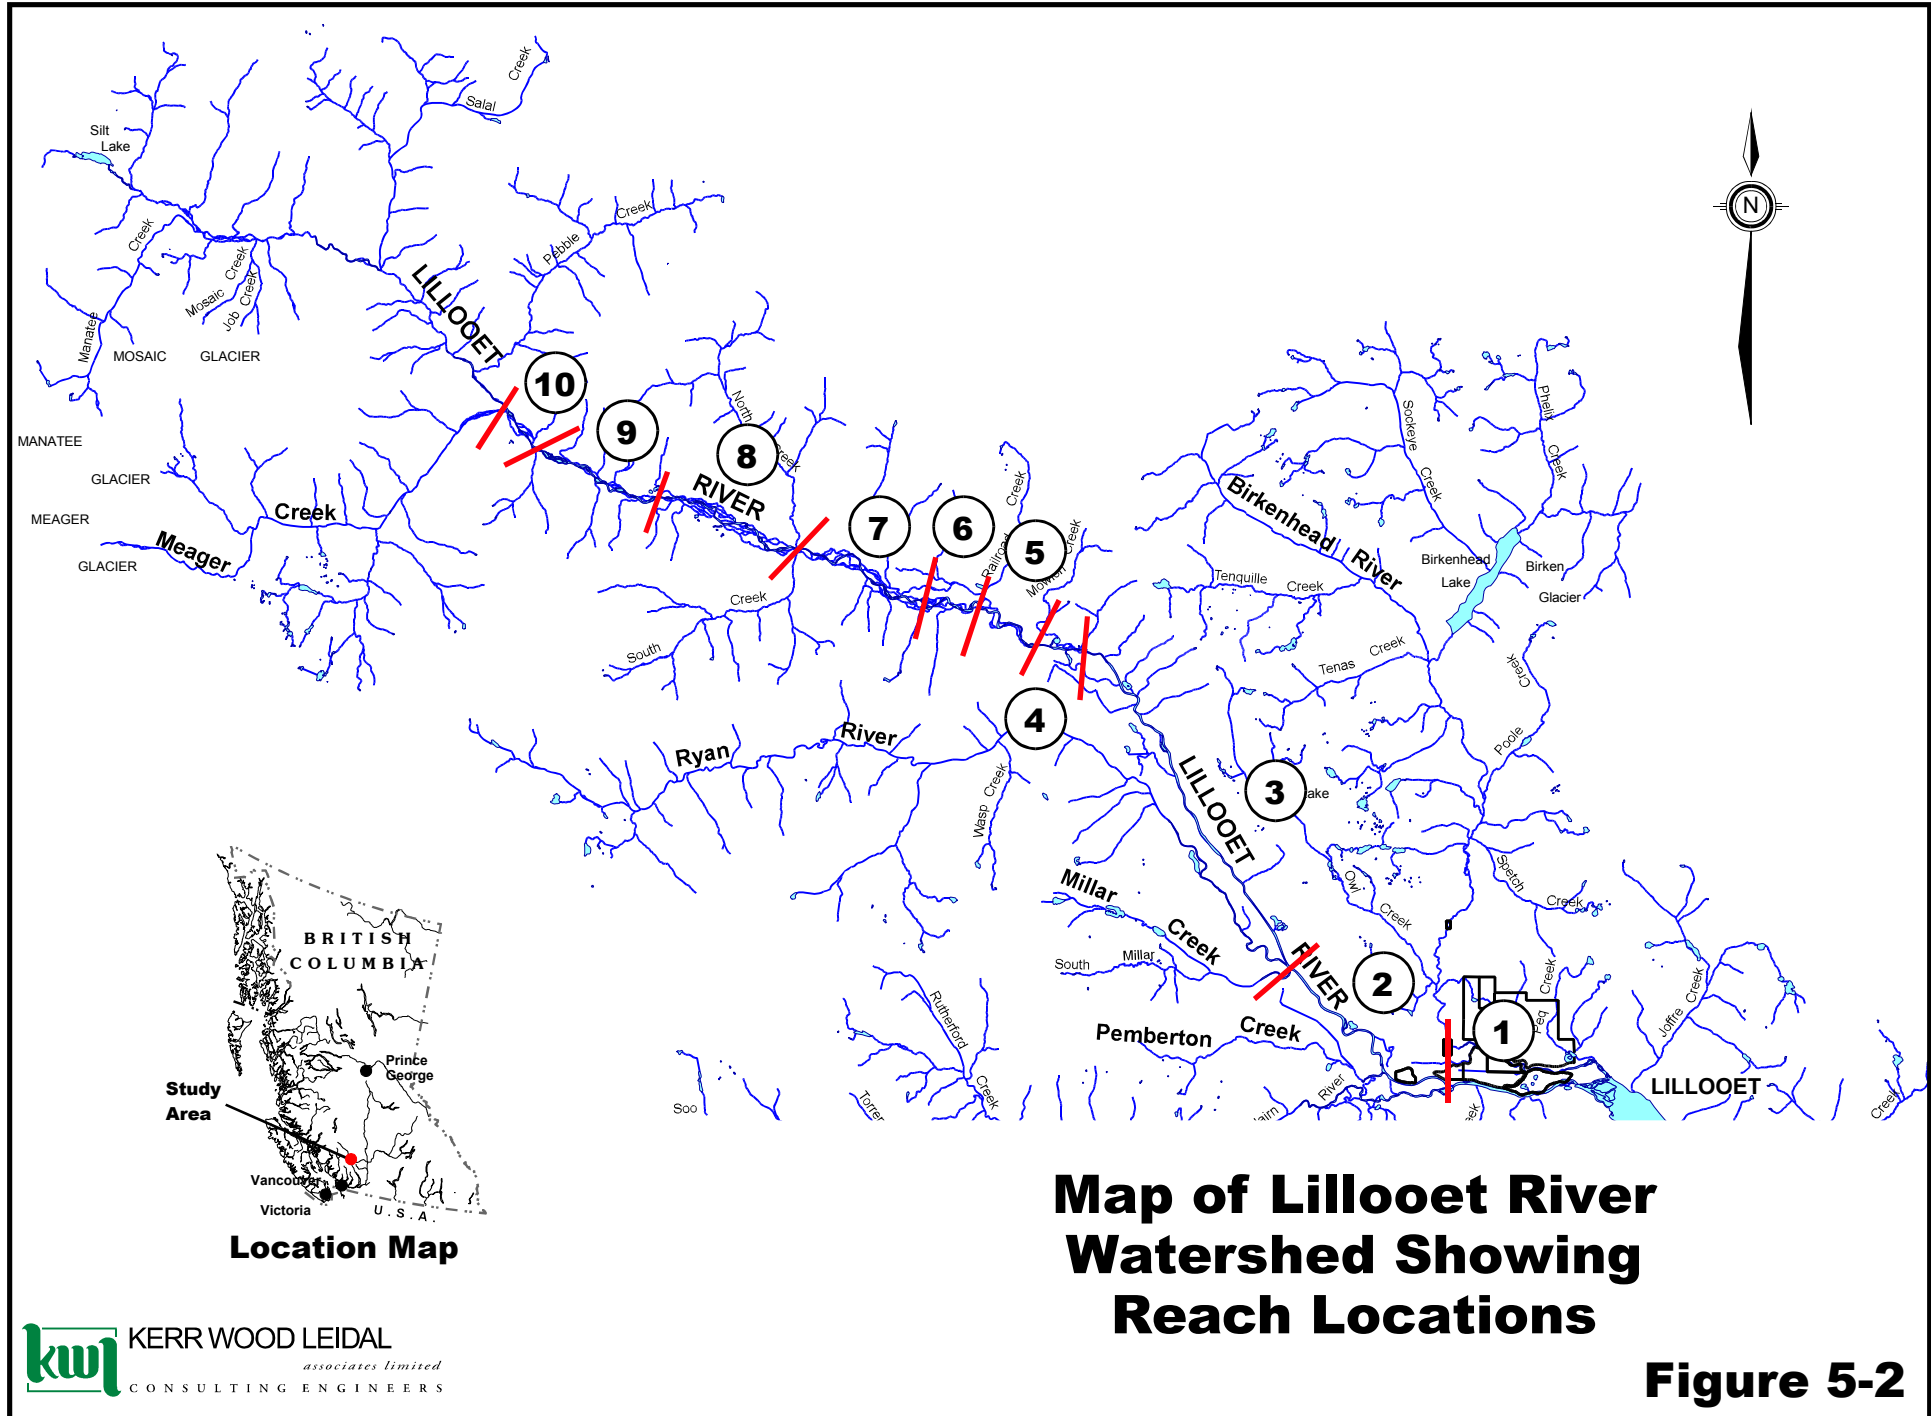 Creek
Salal
Silt
Lake
Creek
Pebble
Creek
Creek
Mosaic
Creek
Job
Manatee
MOSAIC GLACIER
LILLOOET
10
9
8
North
RIVER
MANATEE
GLACIER
MEAGER
GLACIER
Creek
Meager
7
6
5
Creek
Railroad
Creek
Creek
South
Sockeye
Creek
Phelix
Creek
Birkenhead River
Birkenhead
Lake
Birken
Glacier
Tenquille Creek
Tenas Creek
Creek
Poole
4
Ryan River
Wasp Creek
LILLOOET
3
Owl
Creek
Spetch
Creek
Millar
Creek
South Millar
RIVER
2
1
Creek
Joffre Creek
Pemberton Creek
River
Rutherford
Creek
Soo
LILLOOET
Creek
N
BRITISH
COLUMBIA
Prince
George
Study
Area
Vancouver
Victoria
U.S.A.
Location Map
Map of Lillooet River
Watershed Showing
Reach Locations
Figure 5-2
kwl
KERR WOOD LEIDAL
associates limited
CONSULTING ENGINEERS